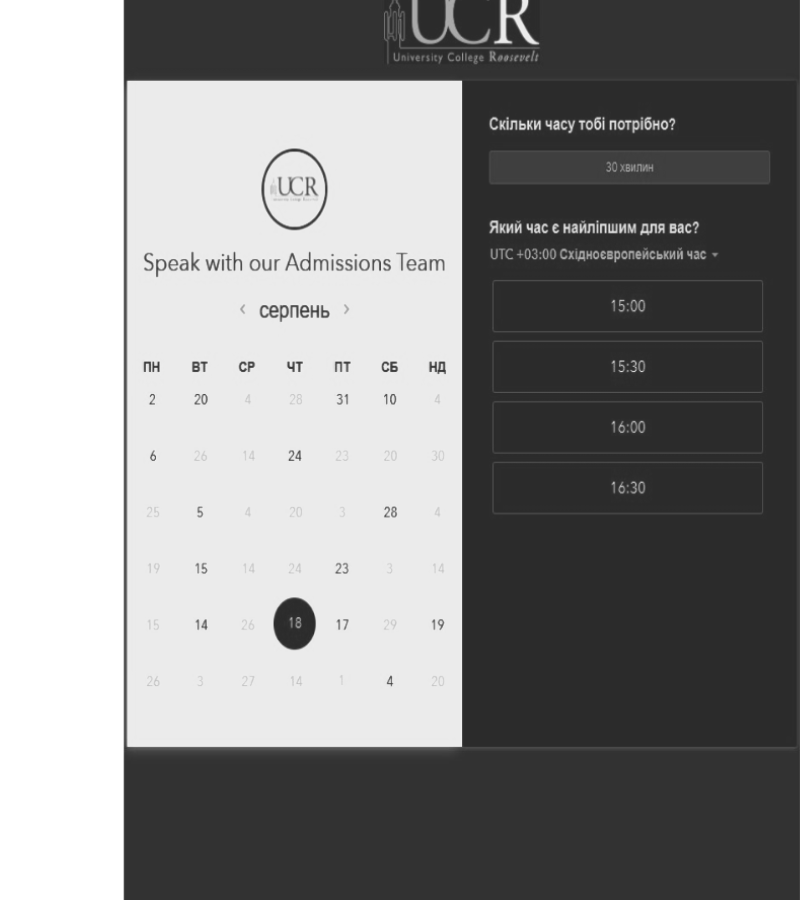 UCR
University College Roosevelt
UCR
Speak with our Admissions Team
‹ серпень ›
ПН ВТ СР ЧТ ПТ СБ НД
2 20 4 28 31 10 4
6 26 14 24 23 20 30
25 5 4 20 3 28 4
19 15 14 24 23 3 14
15 14 26 18 17 29 19
26 3 27 14 1 4 20
Скільки часу тобі потрібно?
30 хвилин
Який час є найліпшим для вас?
UTC +03:00 Східноєвропейський час
15:00
15:30
16:00
16:30